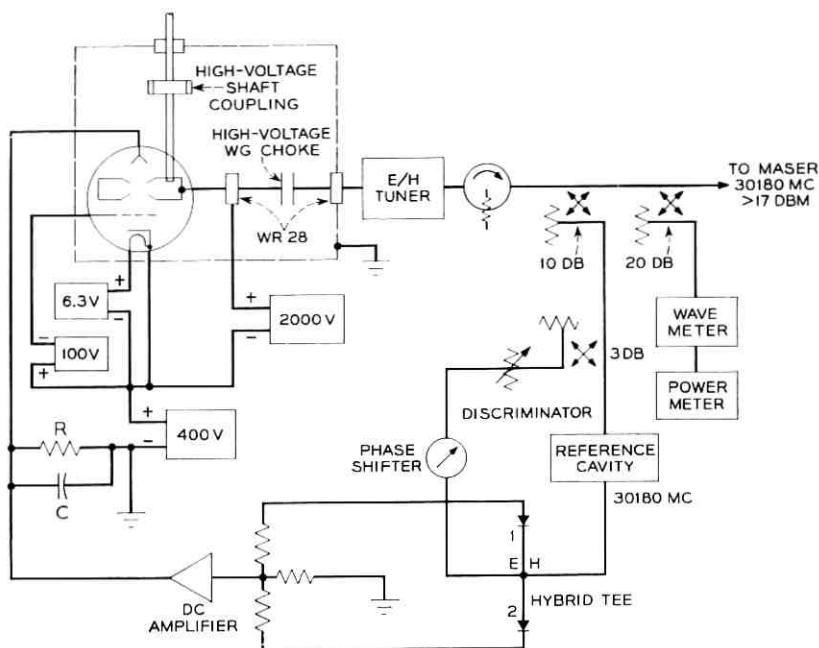 HIGH-VOLTAGE
SHAFT
COUPLING
HIGH-VOLTAGE
WG CHOKE
E/H
TUNER
TO MASER
30180 MC
>17 DBM
WR 28
10 DB
20 DB
+
6.3V
−
−
100V
+
+
2000V
−
WAVE
METER
POWER
METER
3DB
DISCRIMINATOR
+
400V
−
R
C
PHASE
SHIFTER
REFERENCE
CAVITY
30180 MC
1
E H
2
HYBRID TEE
DC
AMPLIFIER